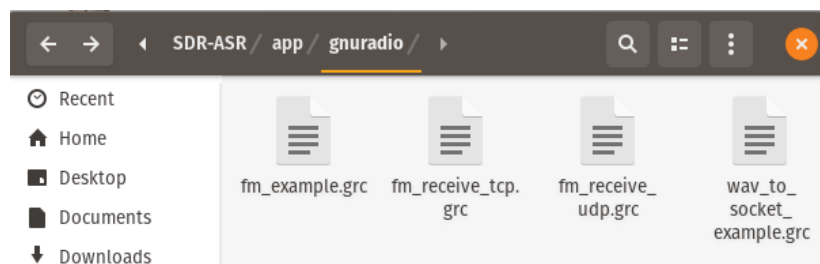 SDR-ASR / app / gnuradio /
Recent
Home
Desktop
Documents
Downloads
fm_example.grc
fm_receive_tcp.
grc
fm_receive_
udp.grc
wav_to_
socket_
example.grc